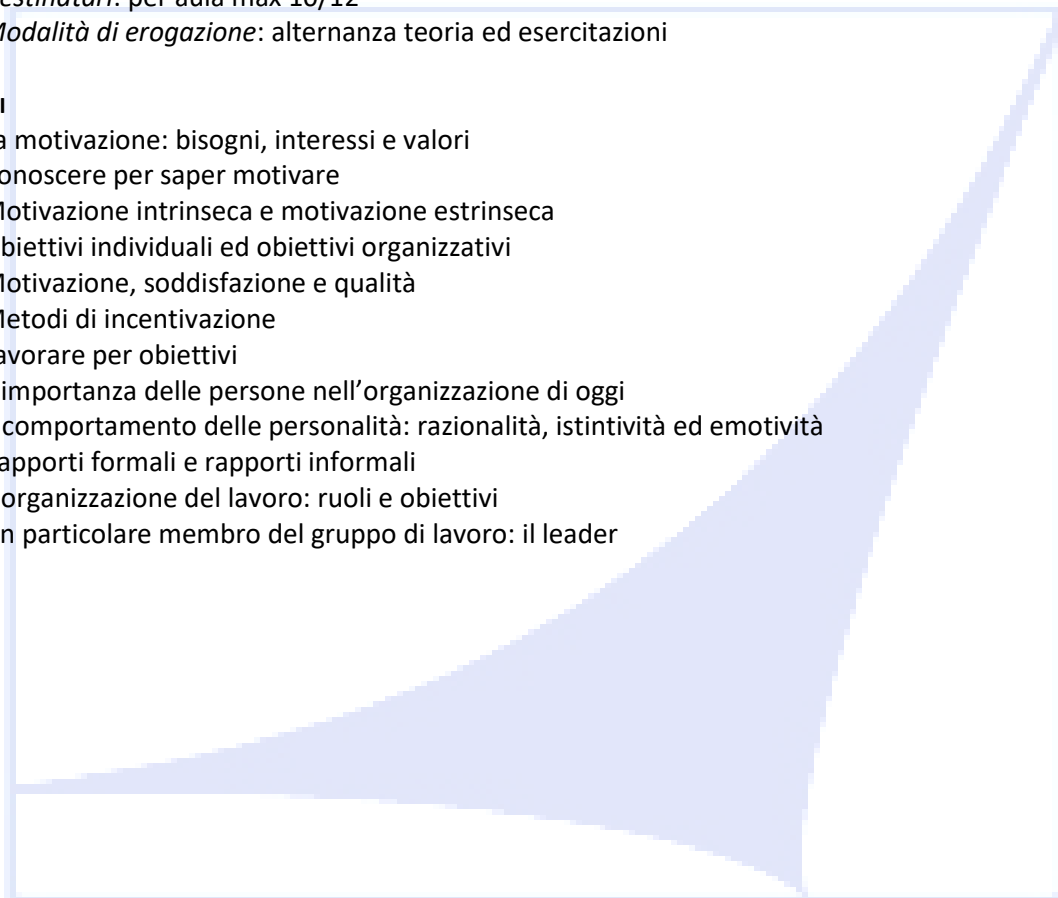 estinatari: per aula max 10/12
Modalità di erogazione: alternanza teoria ed esercitazioni
I
a motivazione: bisogni, interessi e valori
onoscere per saper motivare
Motivazione intrinseca e motivazione estrinseca
biettivi individuali ed obiettivi organizzativi
Motivazione, soddisfazione e qualità
Metodi di incentivazione
avorare per obiettivi
importanza delle persone nell’organizzazione di oggi
comportamento delle personalità: razionalità, istintività ed emotività
apporti formali e rapporti informali
organizzazione del lavoro: ruoli e obiettivi
n particolare membro del gruppo di lavoro: il leader